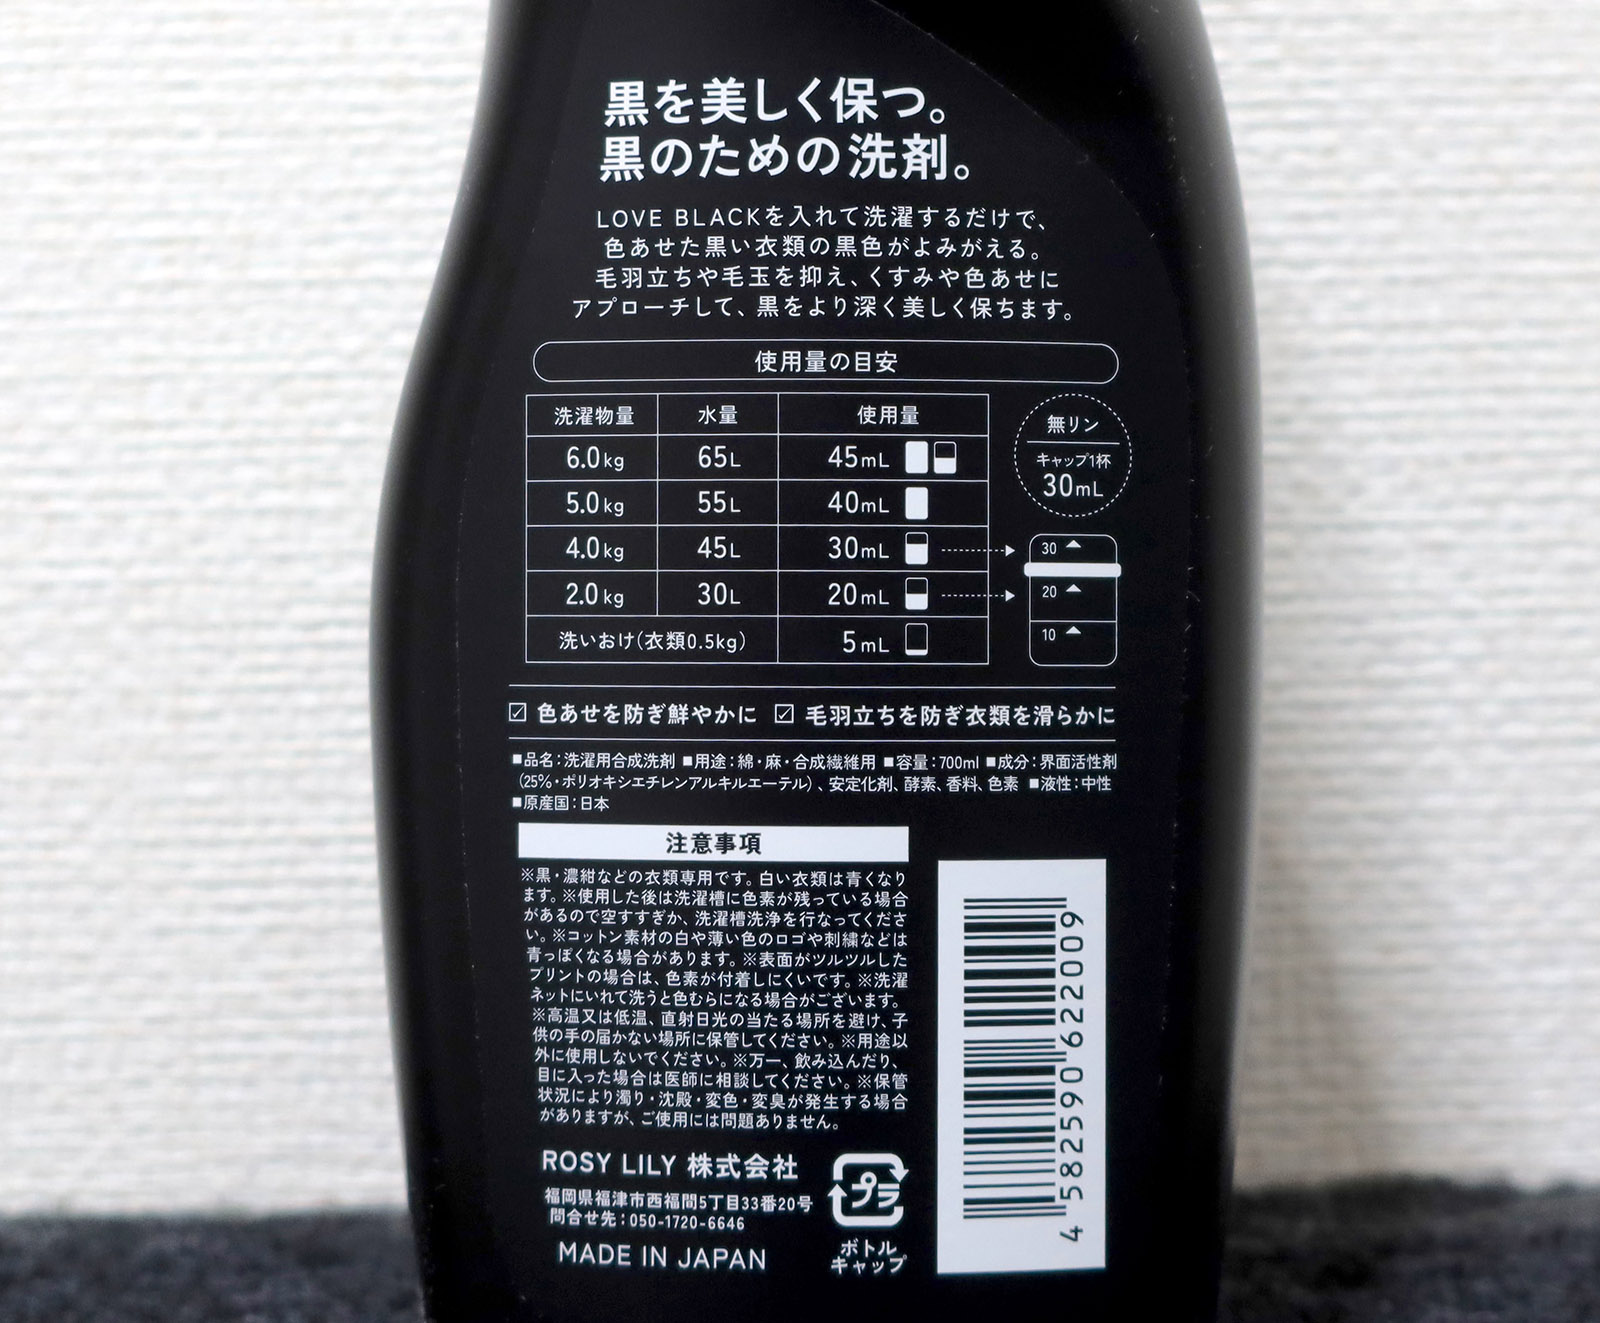 黒を美しく保つ。
黒のための洗剤。
LOVE BLACKを入れて洗濯するだけで、
色あせた黒い衣類の黒色がよみがえる。
毛羽立ちや毛玉を抑え、くすみや色あせに
アプローチして、黒をより深く美しく保ちます。
使用量の目安
洗濯物量 水量 使用量
6.0kg 65L 45mL
5.0kg 55L 40mL
4.0kg 45L 30mL
2.0kg 30L 20mL
洗いおけ(衣類0.5kg) 5mL
無リン
キャップ1杯
30mL
30
20
10
☑ 色あせを防ぎ鮮やかに ☑ 毛羽立ちを防ぎ衣類を滑らかに
■品名:洗濯用合成洗剤 ■用途:綿・麻・合成繊維用 ■容量:700ml ■成分:界面活性剤
(25%・ポリオキシエチレンアルキルエーテル)、安定化剤、酵素、香料、色素 ■液性:中性
■原産国:日本
注意事項
※黒・濃紺などの衣類専用です。白い衣類は青くなり
ます。※使用した後は洗濯槽に色素が残っている場合
があるので空すすぎか、洗濯槽洗浄を行なってくださ
い。※コットン素材の白や薄い色のロゴや刺繍などは
青っぽくなる場合があります。※表面がツルツルした
プリントの場合は、色素が付着しにくいです。※洗濯
ネットにいれて洗うと色むらになる場合がございます。
※高温又は低温、直射日光の当たる場所を避け、子
供の手の届かない場所に保管してください。※用途以
外に使用しないでください。※万一、飲み込んだり、
目に入った場合は医師に相談してください。※保管
状況により濁り・沈殿・変色・変臭が発生する場合
がありますが、ご使用には問題ありません。
ROSY LILY 株式会社
福岡県福津市西福間5丁目33番20号
問合せ先:050-1720-6646
MADE IN JAPAN
プラ
ボトル
キャップ
4 582590 622009